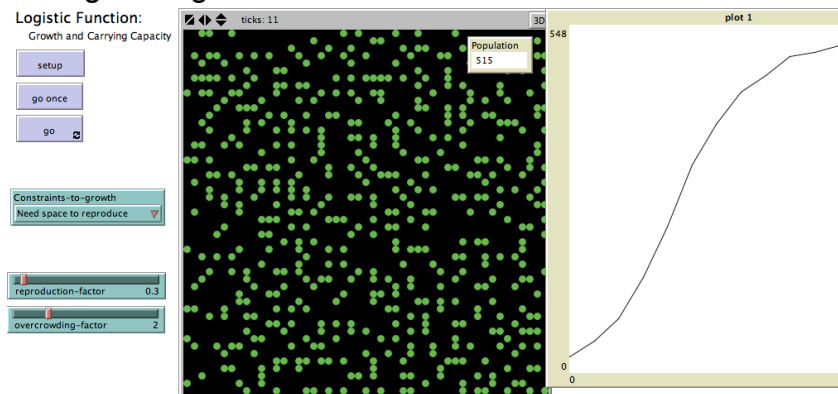 Logistic Function:
Growth and Carrying Capacity
setup
go once
go
Constraints-to-growth
Need space to reproduce
reproduction-factor 0.3
overcrowding-factor 2
ticks: 11
3D
Population
515
plot 1
548
0
0